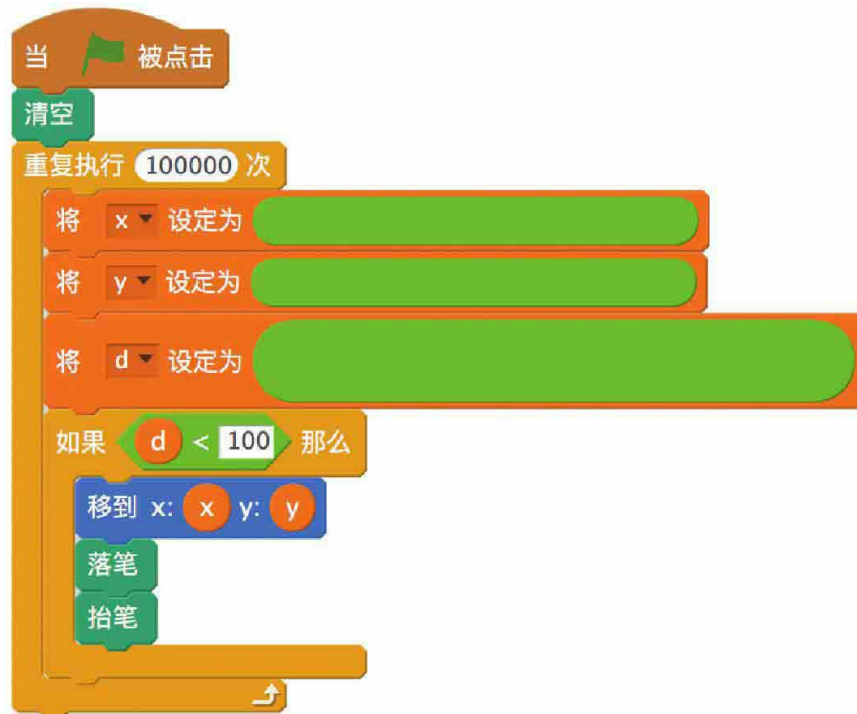 当 被点击
清空
重复执行 100000 次
将 x 设定为
将 y 设定为
将 d 设定为
如果 d < 100 那么
移到 x: x y: y
落笔
抬笔